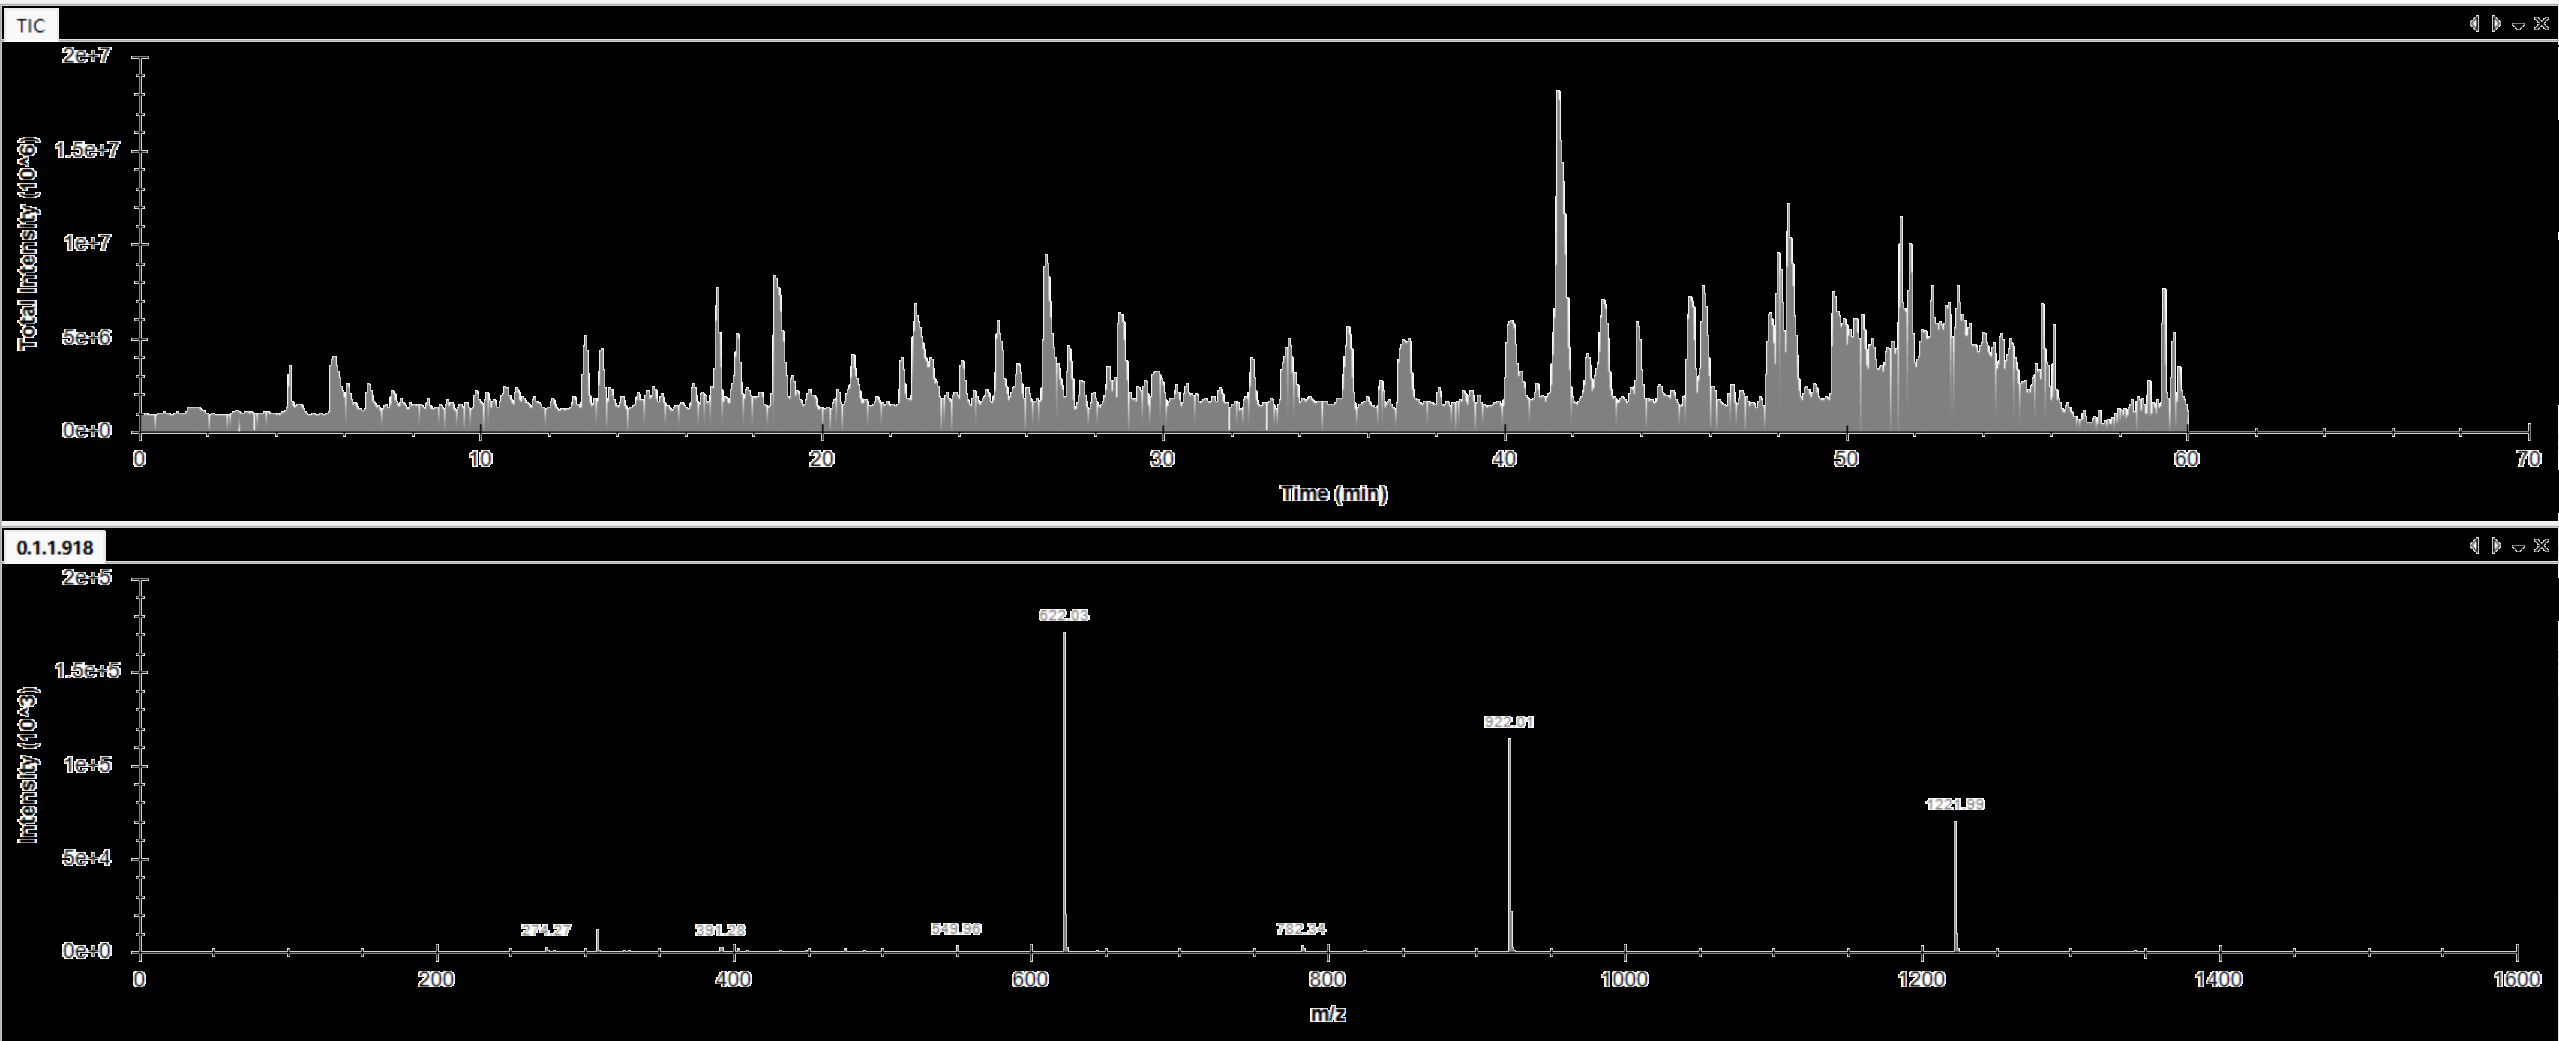 TIC
2e+7
1.5e+7
1e+7
5e+6
0e+0
Total Intensity (10^6)
0 10 20 30 40 50 60 70
Time (min)
0.1.1.918
2e+5
1.5e+5
1e+5
5e+4
0e+0
Intensity (10^3)
622.03
922.01
1221.99
274.27 391.28 549.96 782.34
0 200 400 600 800 1000 1200 1400 1600
m/z